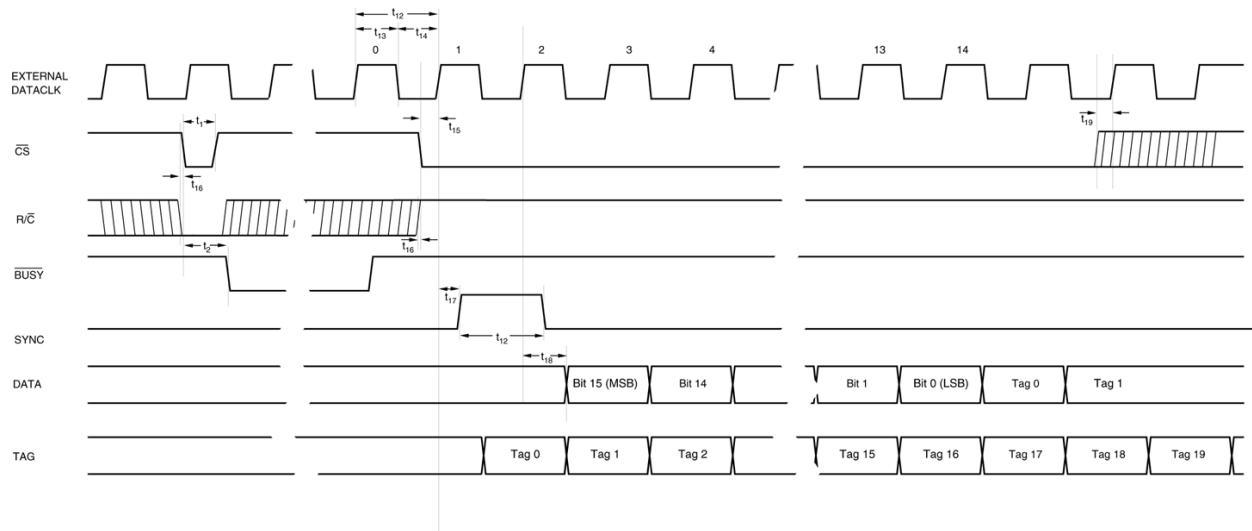 t12
t13 t14
0 1 2 3 4 13 14
EXTERNAL
DATACLK
t1 t15 t19
CS
t16
R/C
t2 t16
BUSY
t17
SYNC
t12
t18
DATA Bit 15 (MSB) Bit 14 Bit 1 Bit 0 (LSB) Tag 0 Tag 1
TAG Tag 0 Tag 1 Tag 2 Tag 15 Tag 16 Tag 17 Tag 18 Tag 19